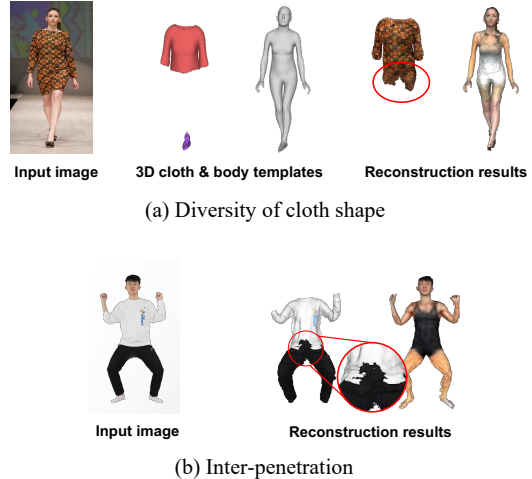 Input image
3D cloth & body templates
Reconstruction results
(a) Diversity of cloth shape
Input image
Reconstruction results
(b) Inter-penetration